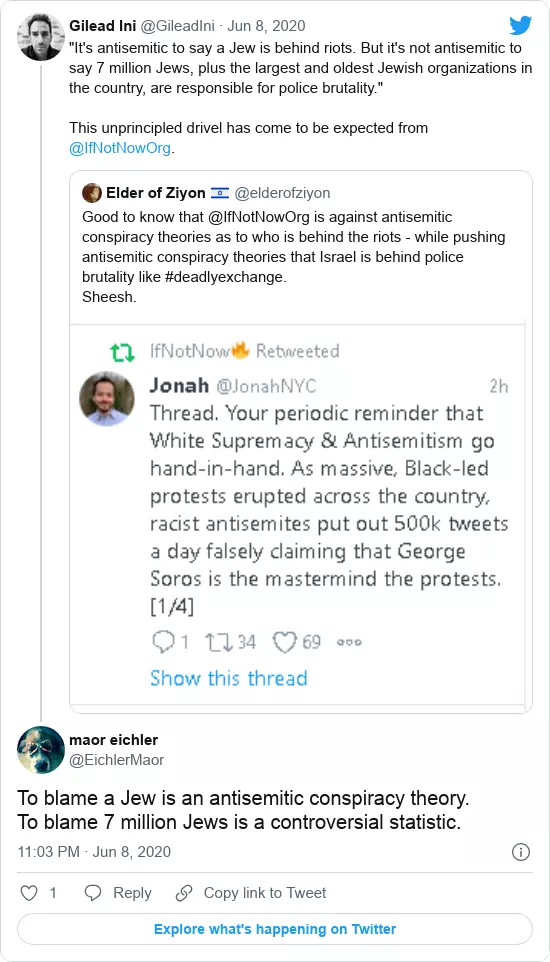 Gilead Ini @GileadIni · Jun 8, 2020
"It's antisemitic to say a Jew is behind riots. But it's not antisemitic to
say 7 million Jews, plus the largest and oldest Jewish organizations in
the country, are responsible for police brutality."
This unprincipled drivel has come to be expected from
@IfNotNowOrg.
Elder of Ziyon 🇮🇱 @elderofziyon
Good to know that @IfNotNowOrg is against antisemitic
conspiracy theories as to who is behind the riots - while pushing
antisemitic conspiracy theories that Israel is behind police
brutality like #deadlyexchange.
Sheesh.
IfNotNow🔥 Retweeted
Jonah @JonahNYC 2h
Thread. Your periodic reminder that
White Supremacy & Antisemitism go
hand-in-hand. As massive, Black-led
protests erupted across the country,
racist antisemites put out 500k tweets
a day falsely claiming that George
Soros is the mastermind the protests.
[1/4]
1 34 69
Show this thread
maor eichler
@EichlerMaor
To blame a Jew is an antisemitic conspiracy theory.
To blame 7 million Jews is a controversial statistic.
11:03 PM · Jun 8, 2020
1 Reply Copy link to Tweet
Explore what's happening on Twitter